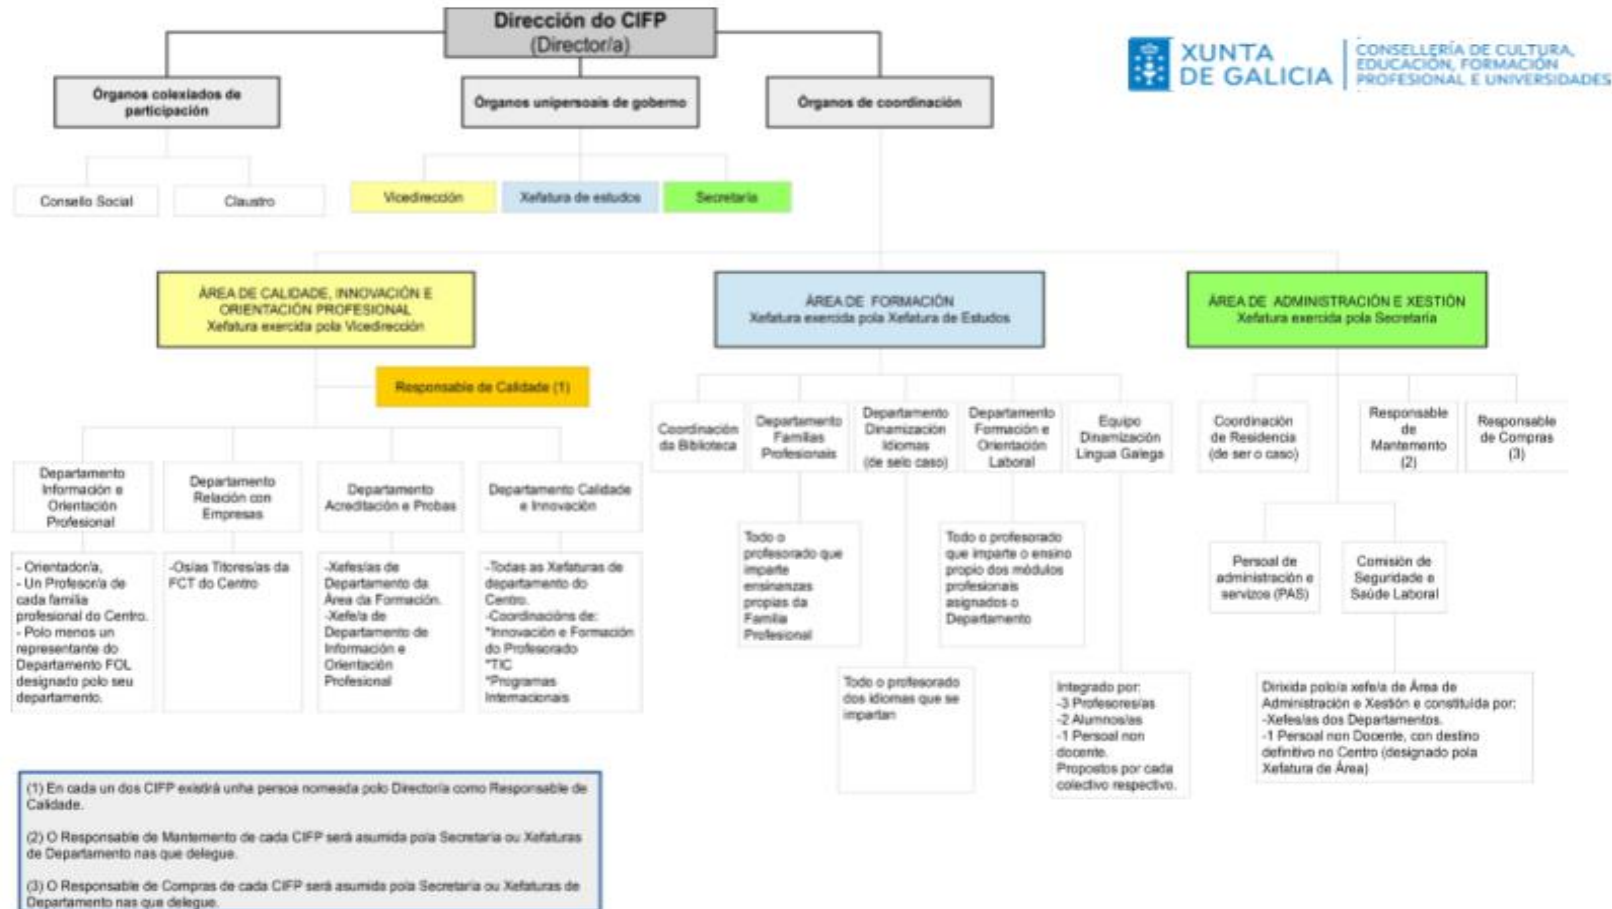 Dirección do CIFP
(Director/a)
XUNTA
DE GALICIA
CONSELLERÍA DE CULTURA,
EDUCACIÓN, FORMACIÓN
PROFESIONAL E UNIVERSIDADES
Órganos colexiados de
participación
Órganos unipersoais de goberno
Órganos de coordinación
Consello Social
Claustro
Vicedirección
Xefatura de estudos
Secretaría
ÁREA DE CALIDADE, INNOVACIÓN E
ORIENTACIÓN PROFESIONAL
Xefatura exercida pola Vicedirección
ÁREA DE FORMACIÓN
Xefatura exercida pola Xefatura de Estudos
ÁREA DE ADMINISTRACIÓN E XESTIÓN
Xefatura exercida pola Secretaría
Responsable de Calidade (1)
Departamento
Información e
Orientación
Profesional
Departamento
Relación con
Empresas
Departamento
Acreditación e Probas
Departamento Calidade
e Innovación
- Orientador/a,
- Un Profesor/a de
cada familia
profesional do Centro.
- Polo menos un
representante do
Departamento FOL
designado polo seu
departamento.
-Os/as Titores/as da
FCT do Centro
-Xefes/as de
Departamento da
Área da Formación.
-Xefe/a de
Departamento de
Información e
Orientación
Profesional
-Todas as Xefaturas de
departamento do
Centro.
-Coordinacións de:
*Innovación e Formación
do Profesorado
*TIC
*Programas
Internacionais
Coordinación
da Biblioteca
Departamento
Familias
Profesionais
Departamento
Dinamización
Idiomas
(de selo caso)
Departamento
Formación e
Orientación
Laboral
Equipo
Dinamización
Lingua Galega
Todo o
profesorado que
imparte
ensinanzas
propias da
Familia
Profesional
Todo o profesorado
dos idiomas que se
impartan
Todo o profesorado
que imparte o ensino
propio dos módulos
profesionais
asignados o
Departamento
Integrado por:
-3 Profesores/as
-2 Alumnos/as
-1 Persoal non
docente.
Propostos por cada
colectivo respectivo.
Coordinación
de Residencia
(de ser o caso)
Responsable
de
Mantemento
(2)
Responsable
de Compras
(3)
Persoal de
administración e
servizos (PAS)
Comisión de
Seguridade e
Saúde Laboral
Dirixida polo/a xefe/a de Área de
Administración e Xestión e constituída por:
-Xefes/as dos Departamentos.
-1 Persoal non Docente, con destino
definitivo no Centro (designado pola
Xefatura de Área)
(1) En cada un dos CIFP existirá unha persoa nomeada polo Director/a como Responsable de
Calidade.
(2) O Responsable de Mantemento de cada CIFP será asumida pola Secretaria ou Xefaturas
de Departamento nas que delegue.
(3) O Responsable de Compras de cada CIFP será asumida pola Secretaria ou Xefaturas de
Departamento nas que delegue.